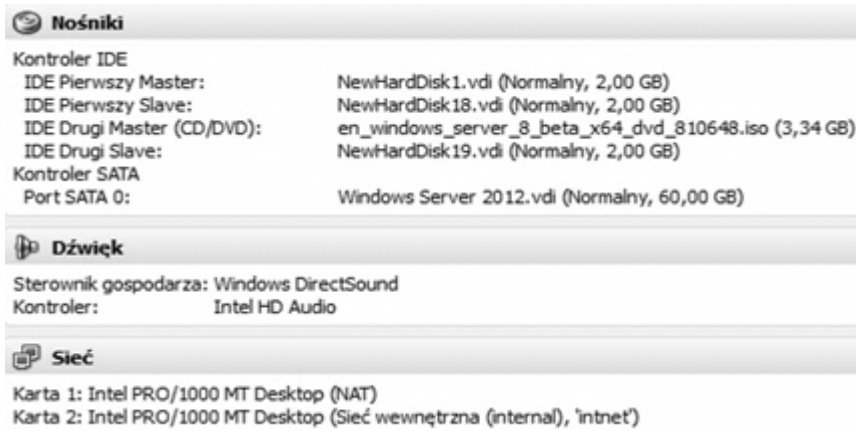 Nośniki
Kontroler IDE
IDE Pierwszy Master: NewHardDisk1.vdi (Normalny, 2,00 GB)
IDE Pierwszy Slave: NewHardDisk18.vdi (Normalny, 2,00 GB)
IDE Drugi Master (CD/DVD): en_windows_server_8_beta_x64_dvd_810648.iso (3,34 GB)
IDE Drugi Slave: NewHardDisk19.vdi (Normalny, 2,00 GB)
Kontroler SATA
Port SATA 0: Windows Server 2012.vdi (Normalny, 60,00 GB)
Dźwięk
Sterownik gospodarza: Windows DirectSound
Kontroler: Intel HD Audio
Sieć
Karta 1: Intel PRO/1000 MT Desktop (NAT)
Karta 2: Intel PRO/1000 MT Desktop (Sieć wewnętrzna (internal), 'intnet')